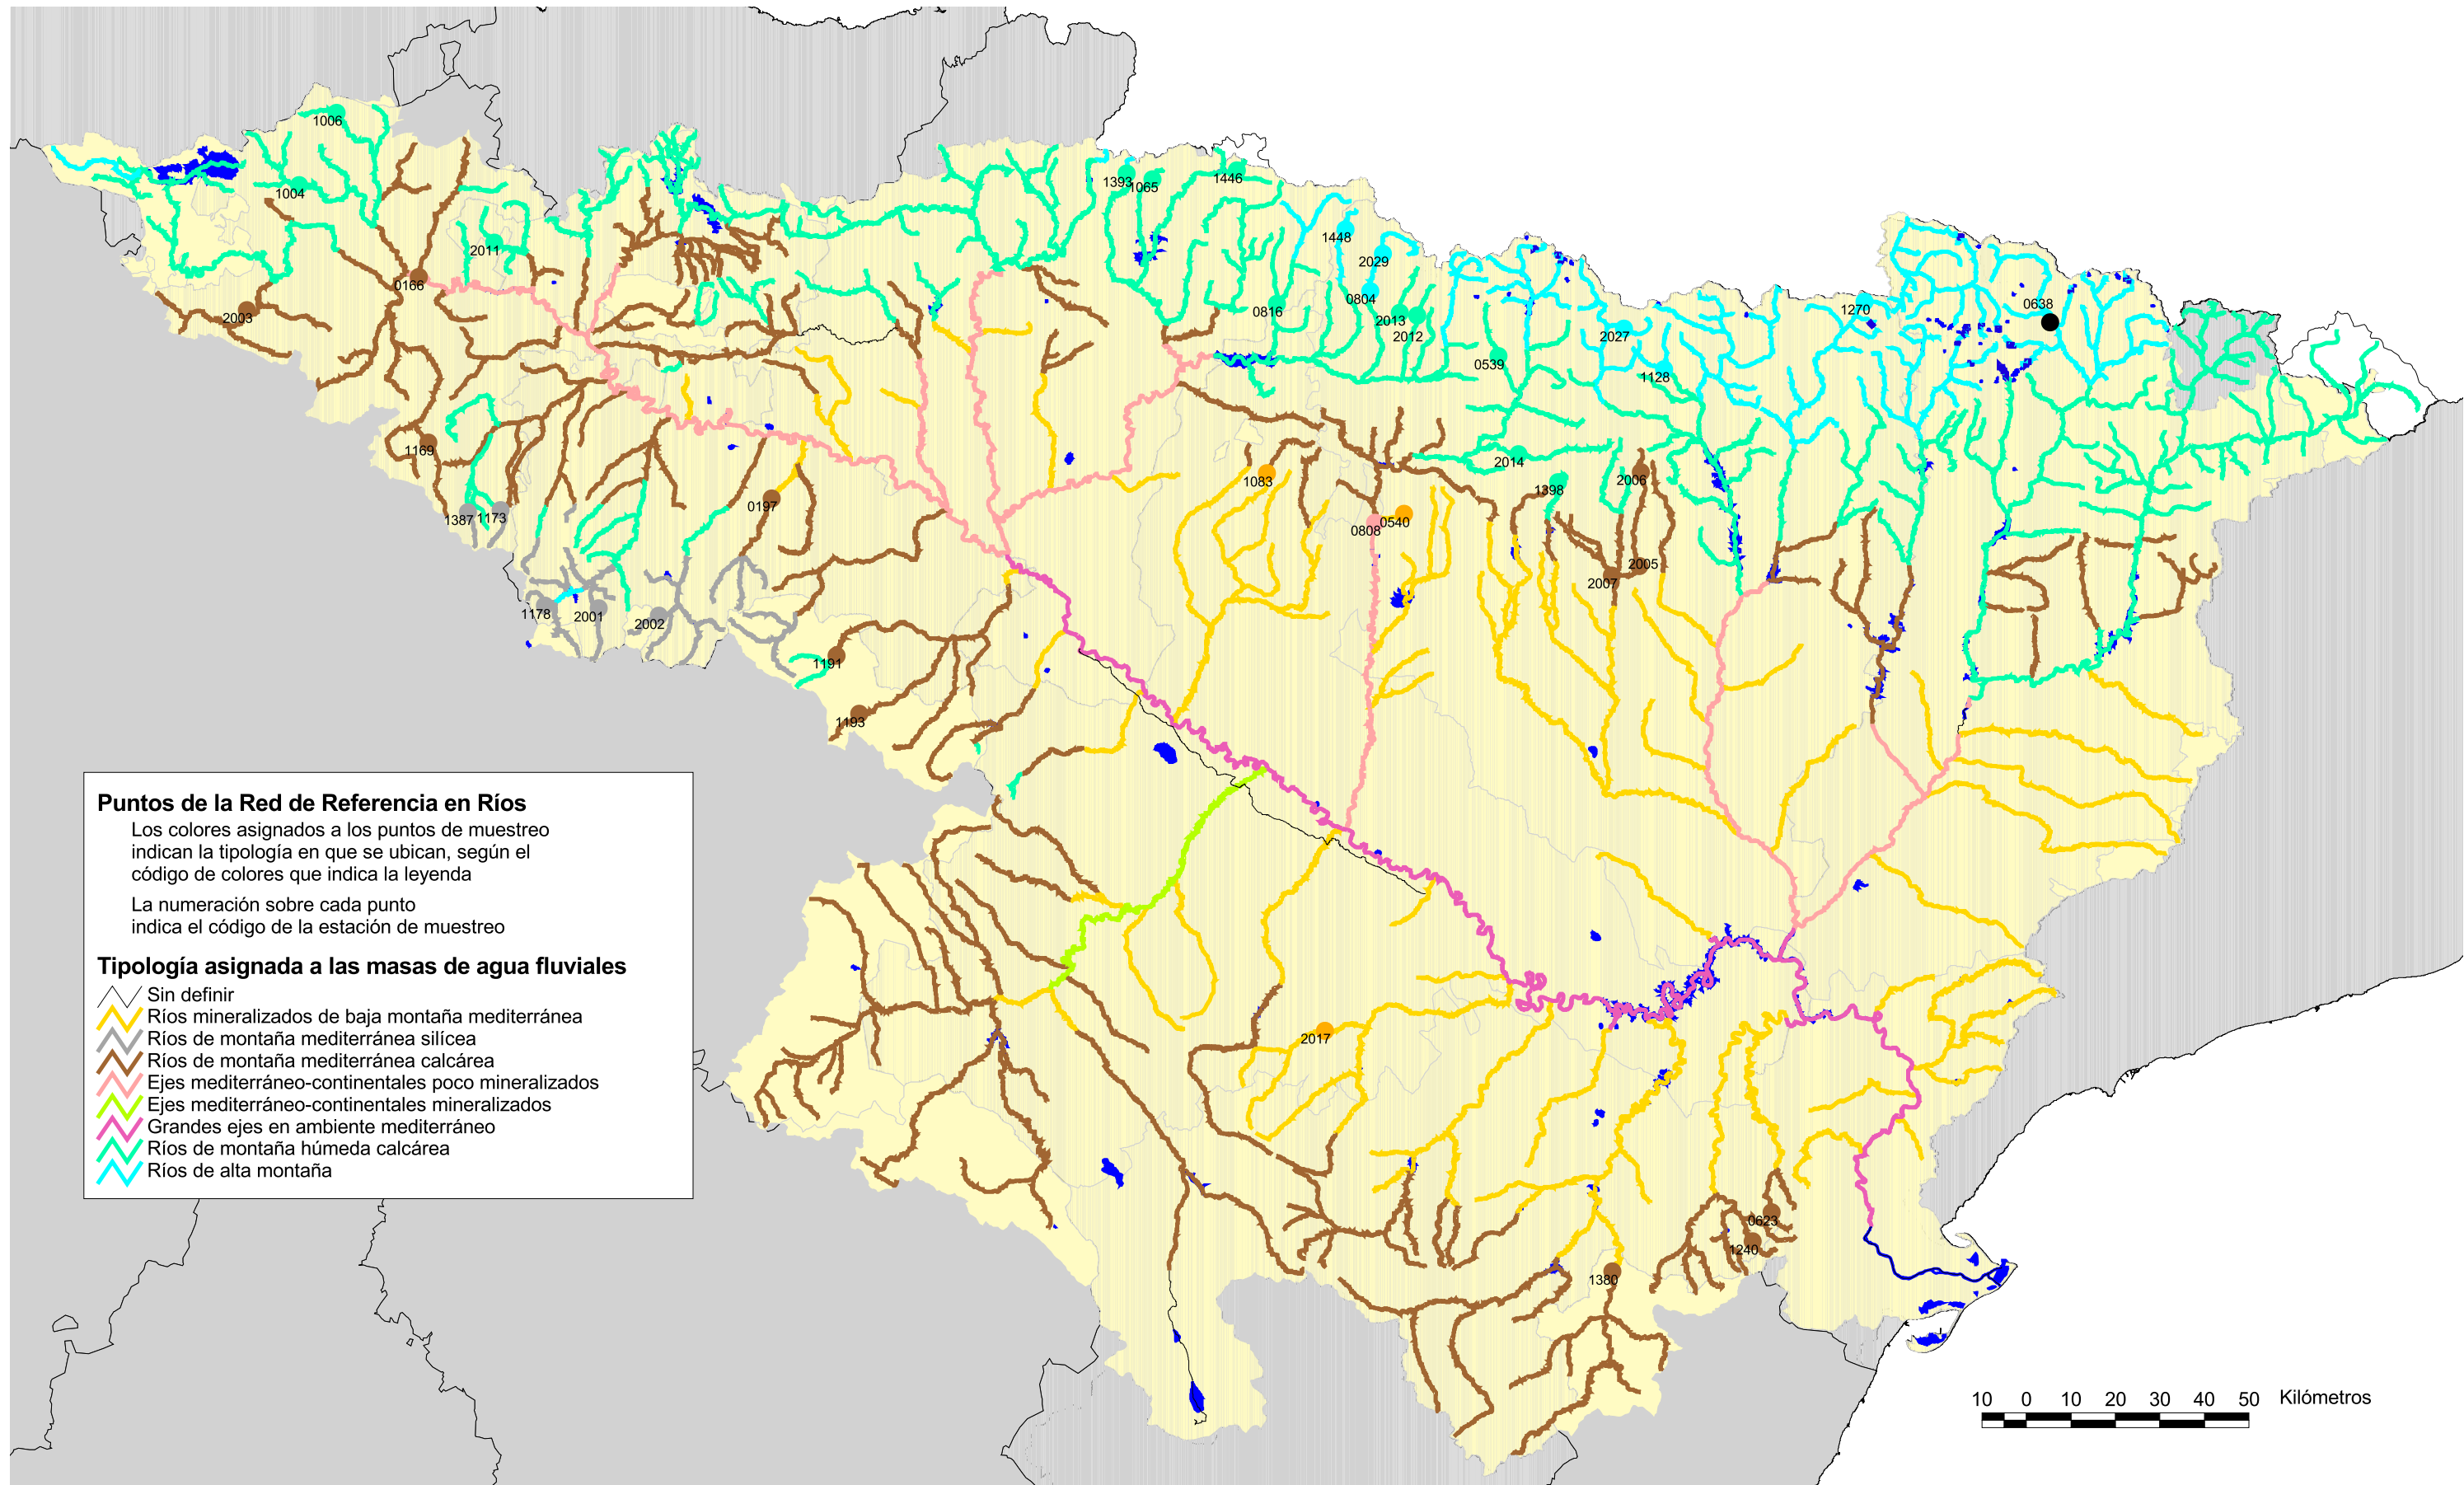 1006
1004
1393
1065
1446
2011
1448
2029
0166
2003
0816
0804
2013
2012
0539
2027
1128
1270
0638
1169
1387
1173
0197
1083
0808
0540
2014
1398
2006
2005
2007
1178
2001
2002
1191
1193
Puntos de la Red de Referencia en Ríos
Los colores asignados a los puntos de muestreo
indican la tipología en que se ubican, según el
código de colores que indica la leyenda
La numeración sobre cada punto
indica el código de la estación de muestreo
Tipología asignada a las masas de agua fluviales
Sin definir
Ríos mineralizados de baja montaña mediterránea
Ríos de montaña mediterránea silícea
Ríos de montaña mediterránea calcárea
Ejes mediterráneo-continentales poco mineralizados
Ejes mediterráneo-continentales mineralizados
Grandes ejes en ambiente mediterráneo
Ríos de montaña húmeda calcárea
Ríos de alta montaña
2017
0623
1240
1380
10 0 10 20 30 40 50 Kilómetros